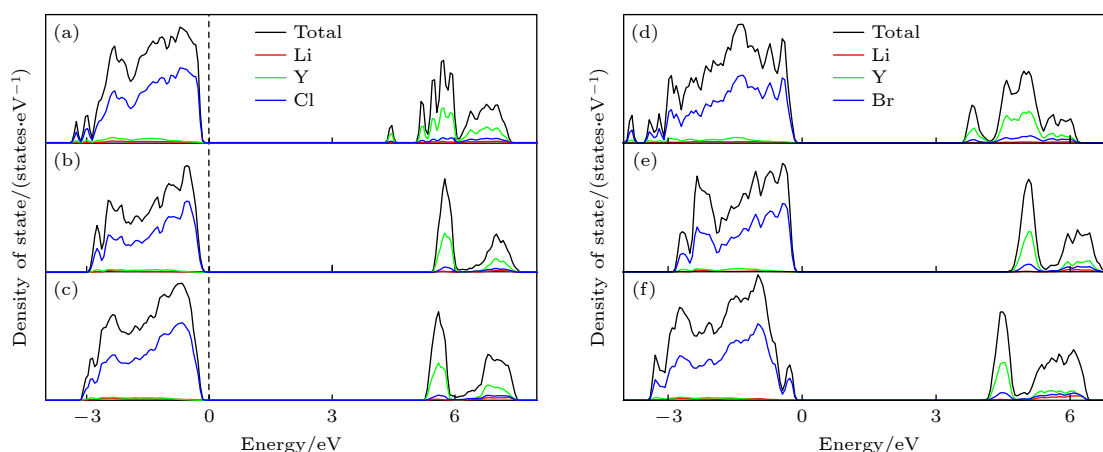 Density of state/(states·eV−1)
(a)
Total
Li
Y
Cl
(b)
(c)
−3
0
3
6
Energy/eV
Density of state/(states·eV−1)
(d)
Total
Li
Y
Br
(e)
(f)
−3
0
3
6
Energy/eV